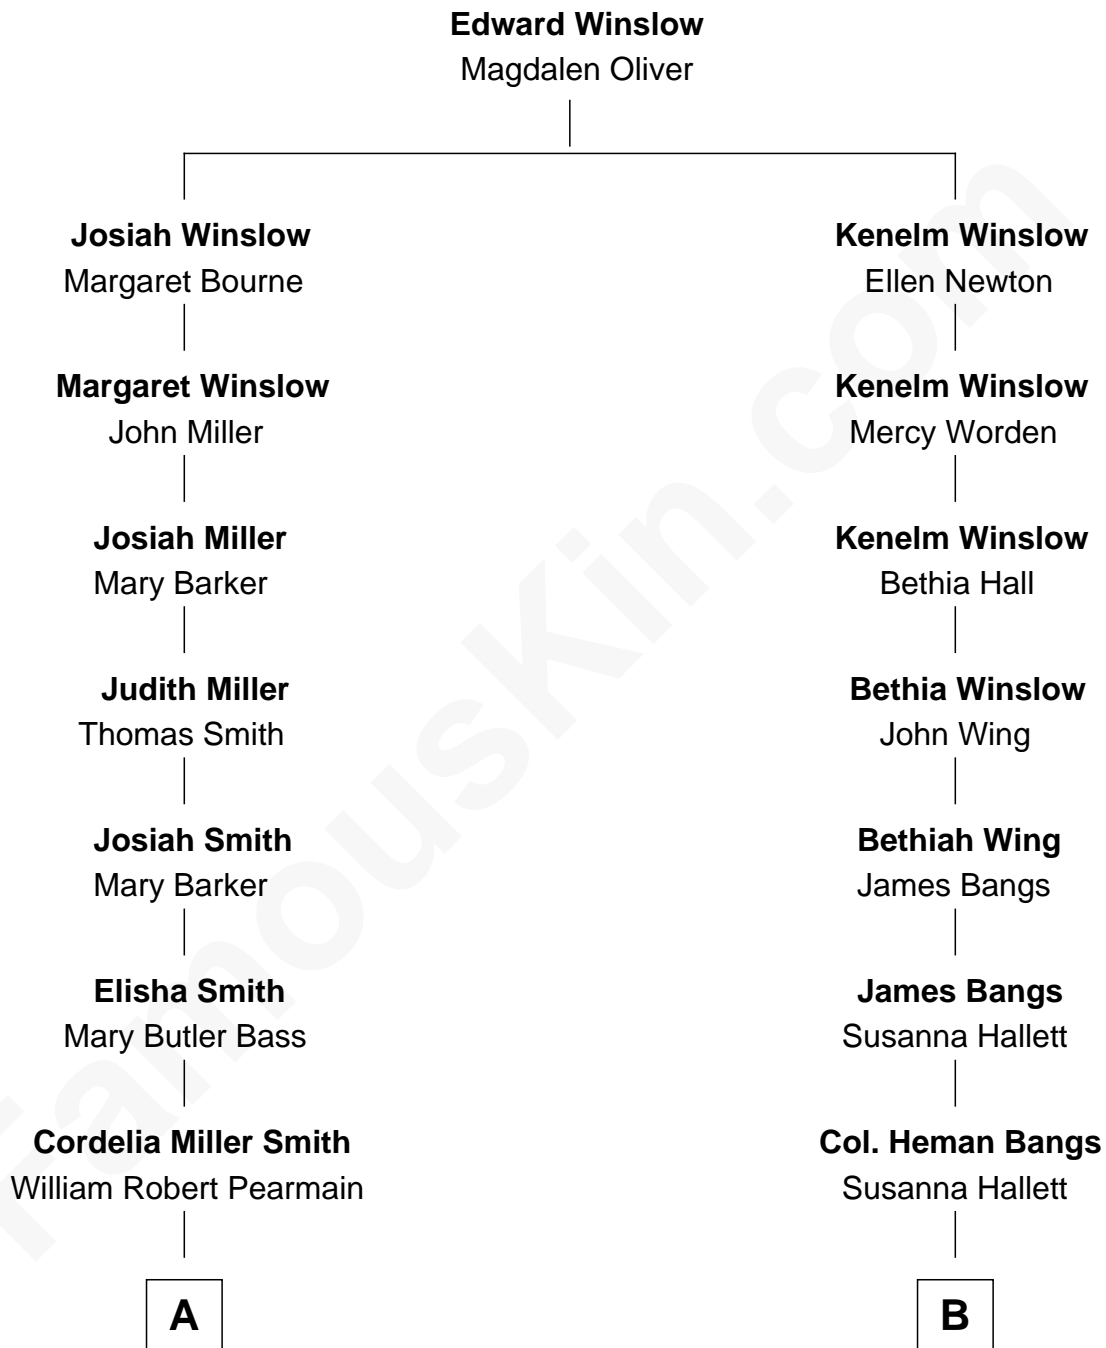 Edward Winslow
Magdalen Oliver
Josiah Winslow
Margaret Bourne
Kenelm Winslow
Ellen Newton
Margaret Winslow
John Miller
Kenelm Winslow
Mercy Worden
Josiah Miller
Mary Barker
Kenelm Winslow
Bethia Hall
Judith Miller
Thomas Smith
Bethia Winslow
John Wing
Josiah Smith
Mary Barker
Bethiah Wing
James Bangs
Elisha Smith
Mary Butler Bass
James Bangs
Susanna Hallett
Cordelia Miller Smith
William Robert Pearmain
Col. Heman Bangs
Susanna Hallett
A
B
FamousKin.com